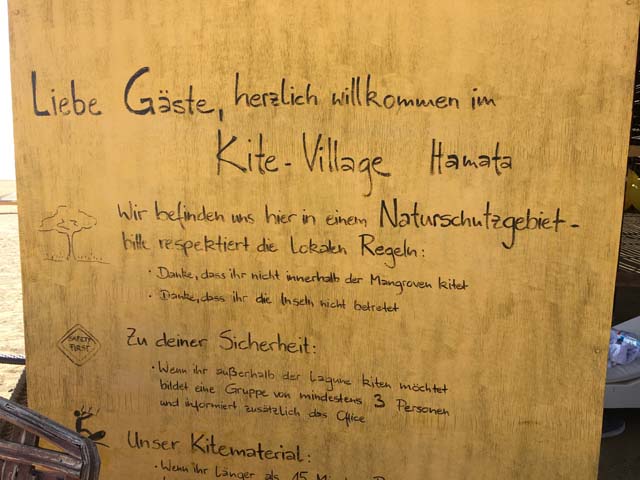 Liebe Gäste, herzlich willkommen im
Kite-Village Hamata
Wir befinden uns hier in einem Naturschutzgebiet -
bitte respektiert die lokalen Regeln:
· Danke, dass ihr nicht innerhalb der Mangroven kitet
· Danke, dass ihr die Inseln nicht betretet
SAFETY
FIRST
Zu deiner Sicherheit:
· Wenn ihr außerhalb der Lagune kiten möchtet
bildet eine Gruppe von mindestens 3 Personen
und informiert zusätzlich das Office
Unser Kitematerial:
· Wenn ihr länger als 15